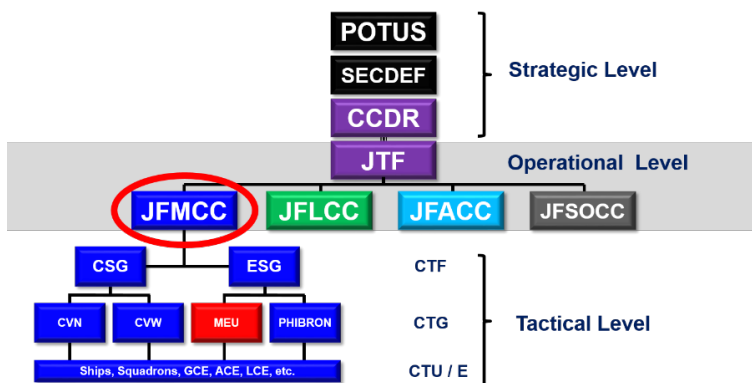 POTUS
SECDEF
Strategic Level
CCDR
JTF
Operational Level
JFMCC JFLCC JFACC JFSOCC
CSG ESG CTF
CVN CVW MEU PHIBRON CTG Tactical Level
Ships, Squadrons, GCE, ACE, LCE, etc. CTU / E